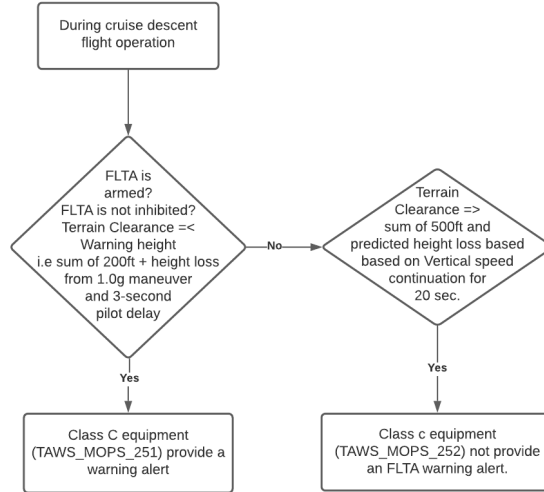 During cruise descent
flight operation
FLTA is
armed?
FLTA is not inhibited?
Terrain Clearance =<
Warning height
i.e sum of 200ft + height loss
from 1.0g maneuver
and 3-second
pilot delay
No
Terrain
Clearance =>
sum of 500ft and
predicted height loss based
based on Vertical speed
continuation for
20 sec.
Yes
Yes
Class C equipment
(TAWS_MOPS_251) provide a
warning alert
Class c equipment
(TAWS_MOPS_252) not provide
an FLTA warning alert.